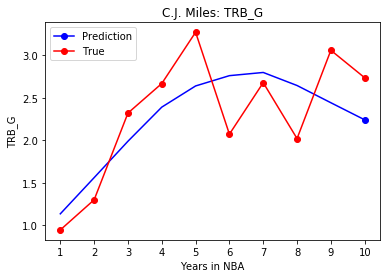 C.J. Miles: TRB_G
Prediction
True
3.0
2.5
2.0
1.5
1.0
TRB_G
1 2 3 4 5 6 7 8 9 10
Years in NBA